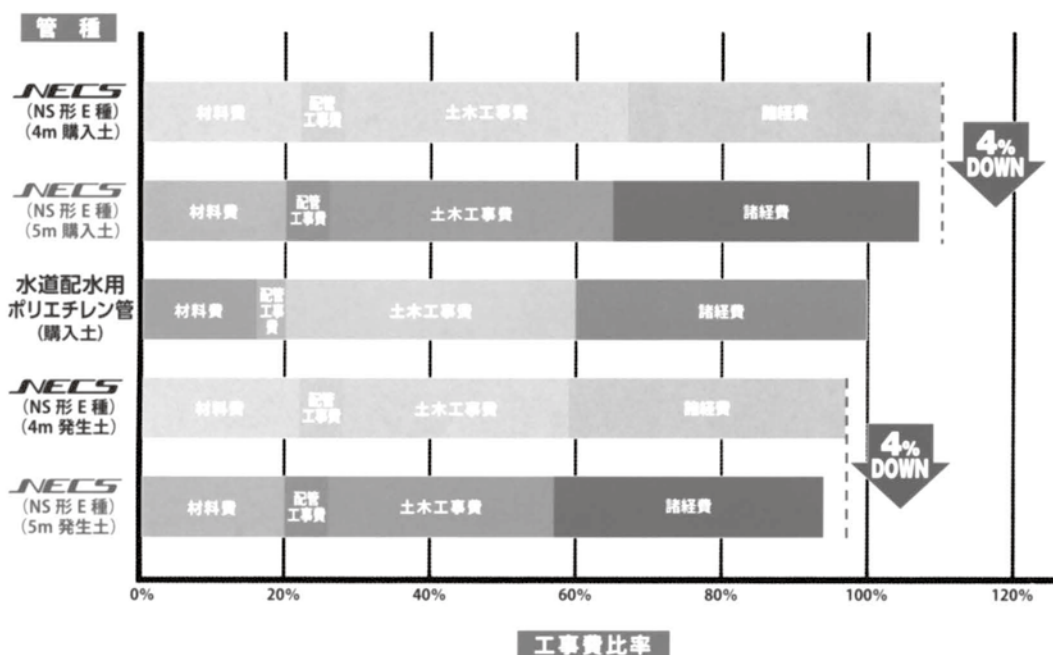 管種
NECS
(NS形E種)
(4m 購入土)
材料費
配管
工事費
土木工事費
諸経費
4%
DOWN
NECS
(NS形E種)
(5m 購入土)
材料費
配管
工事費
土木工事費
諸経費
水道配水用
ポリエチレン管
(購入土)
材料費
配管
工事
費
土木工事費
諸経費
NECS
(NS形E種)
(4m 発生土)
材料費
配管
工事費
土木工事費
諸経費
4%
DOWN
NECS
(NS形E種)
(5m 発生土)
材料費
配管
工事費
土木工事費
諸経費
0% 20% 40% 60% 80% 100% 120%
工事費比率